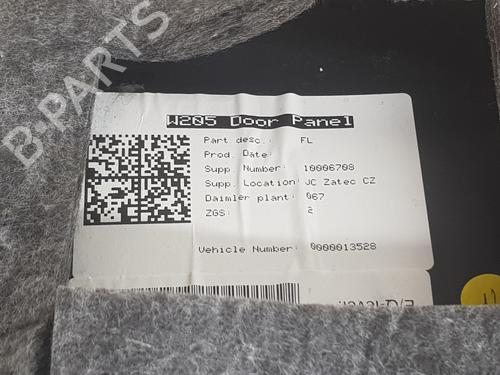 B-PARTS
W205 Door Panel
Part desc.: FL
Prod. Date:
Supp. Number: 10006708
Supp. Location: JC Zatec CZ
Daimler plant: 067
ZGS: 2
Vehicle Number: 0000013528
E/Q-level: